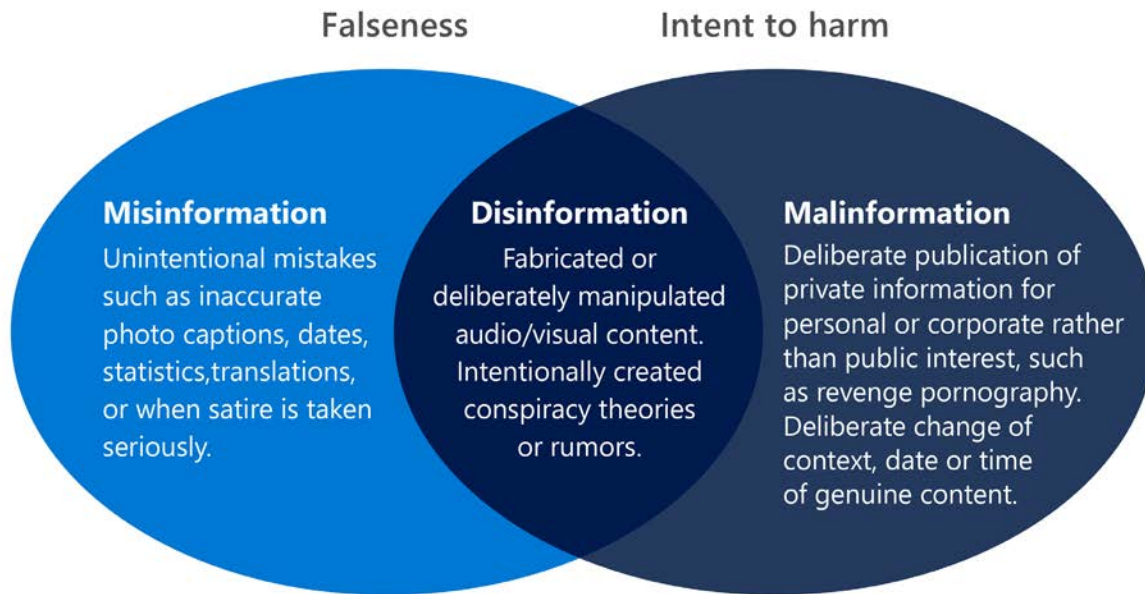 Falseness
Intent to harm
Misinformation
Unintentional mistakes
such as inaccurate
photo captions, dates,
statistics,translations,
or when satire is taken
seriously.
Disinformation
Fabricated or
deliberately manipulated
audio/visual content.
Intentionally created
conspiracy theories
or rumors.
Malinformation
Deliberate publication of
private information for
personal or corporate rather
than public interest, such
as revenge pornography.
Deliberate change of
context, date or time
of genuine content.